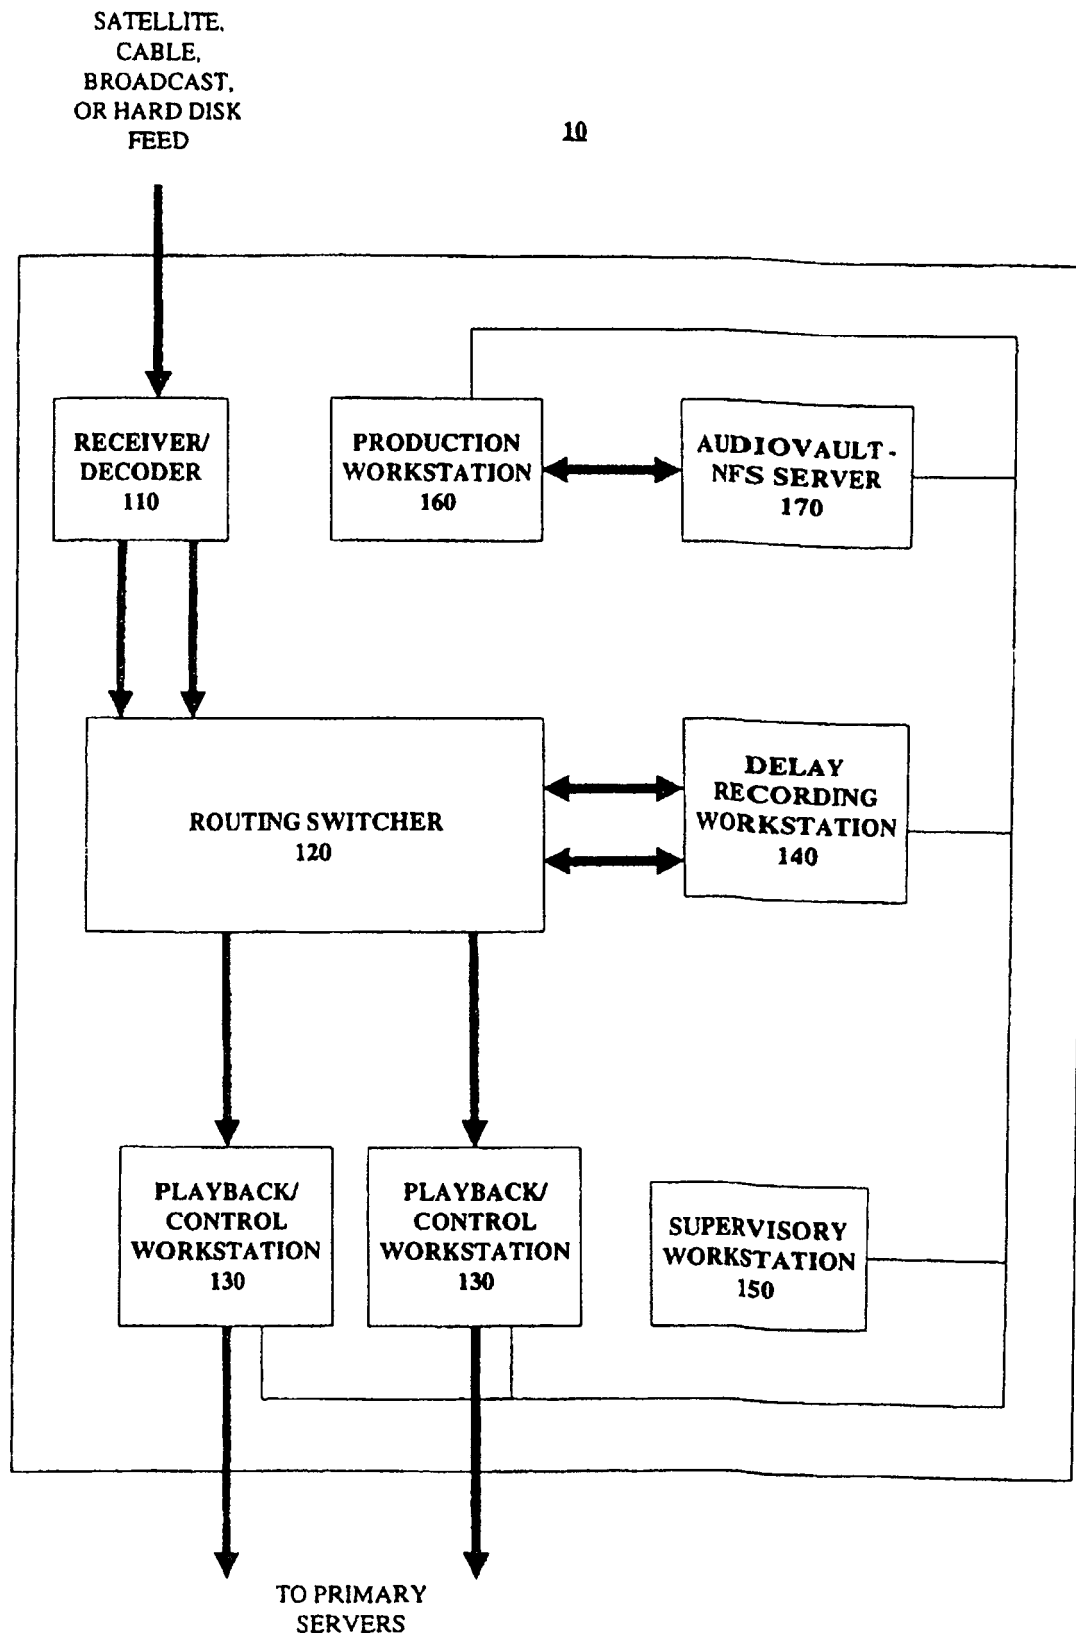 SATELLITE,
CABLE,
BROADCAST,
OR HARD DISK
FEED
10
RECEIVER/
DECODER
110
PRODUCTION
WORKSTATION
160
AUDIOVAULT -
NFS SERVER
170
ROUTING SWITCHER
120
DELAY
RECORDING
WORKSTATION
140
PLAYBACK/
CONTROL
WORKSTATION
130
PLAYBACK/
CONTROL
WORKSTATION
130
SUPERVISORY
WORKSTATION
150
TO PRIMARY
SERVERS